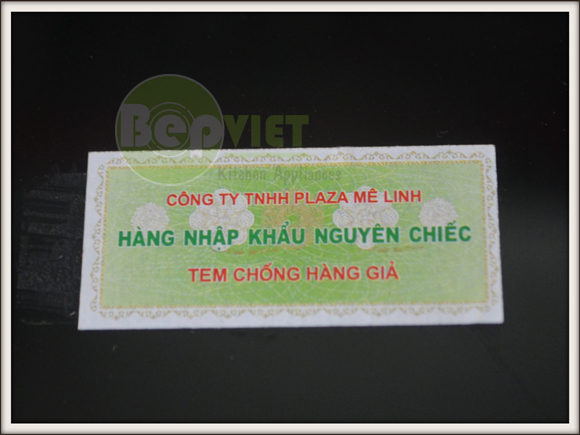 BepVIET
Kitchen Appliances
CÔNG TY TNHH PLAZA MÊ LINH
HÀNG NHẬP KHẨU NGUYÊN CHIẾC
TEM CHỐNG HÀNG GIẢ